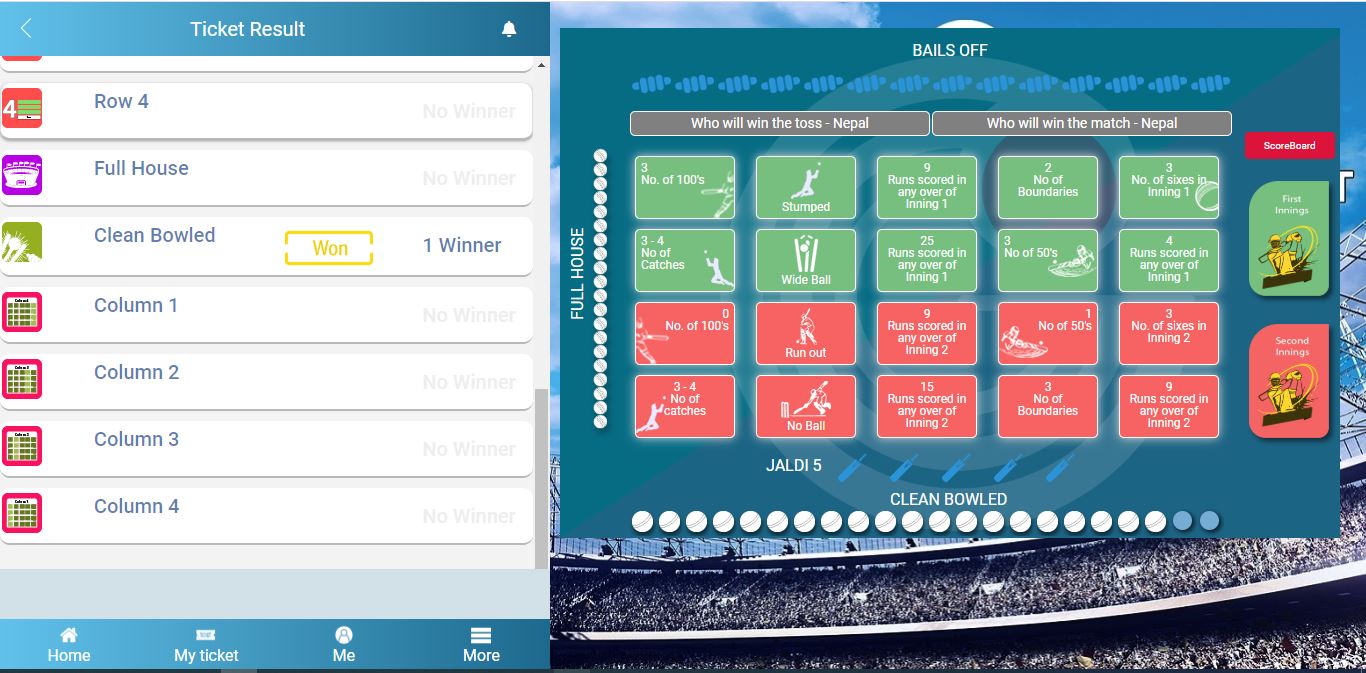 Ticket Result
Row 4
No Winner
4
Full House
No Winner
Clean Bowled
Won
1 Winner
Column 1
No Winner
Column 2
No Winner
Column 3
No Winner
Column 4
No Winner
Home
My ticket
Me
More
BAILS OFF
Who will win the toss - Nepal
Who will win the match - Nepal
ScoreBoard
FULL HOUSE
3
No. of 100's
Stumped
9
Runs scored in
any over of
Inning 1
2
No of
Boundaries
3
No. of sixes in
Inning 1
First
Innings
3 - 4
No of
Catches
Wide Ball
25
Runs scored in
any over of
Inning 1
3
No of 50's
4
Runs scored in
any over of
Inning 1
0
No. of 100's
Run out
9
Runs scored in
any over of
Inning 2
1
No of 50's
3
No. of sixes in
Inning 2
Second
Innings
3 - 4
No of
catches
No Ball
15
Runs scored in
any over of
Inning 2
3
No of
Boundaries
9
Runs scored in
any over of
Inning 2
JALDI 5
CLEAN BOWLED